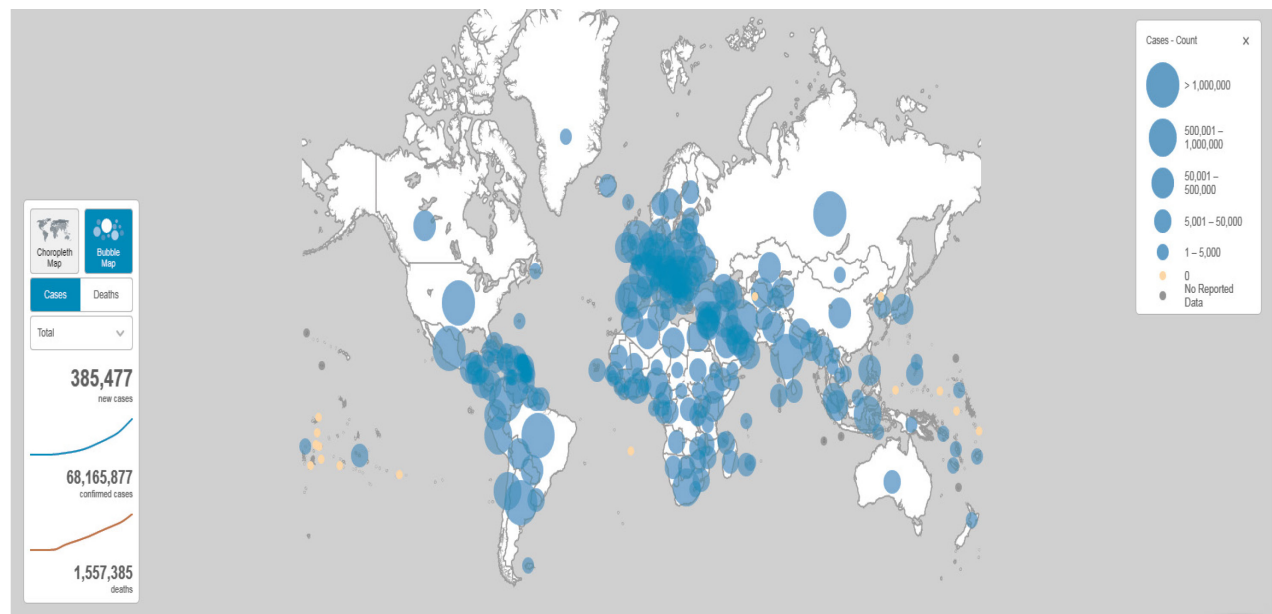 Choropleth
Map
Bubble
Map
Cases
Deaths
Total
385,477
new cases
68,165,877
confirmed cases
1,557,385
deaths
Cases - Count
X
> 1,000,000
500,001 –
1,000,000
50,001 –
500,000
5,001 – 50,000
1 – 5,000
0
No Reported
Data